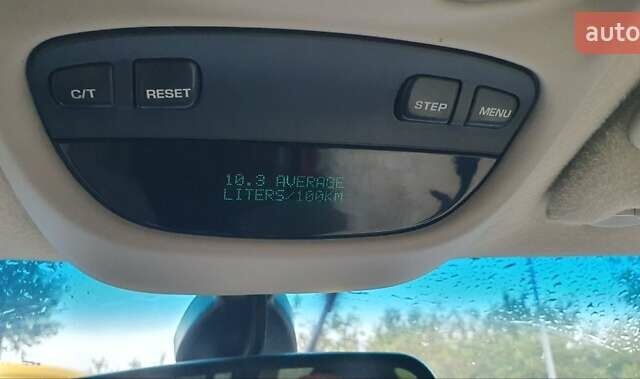 auto
C/T
RESET
STEP
MENU
10.3 AVERAGE
LITERS/100KM